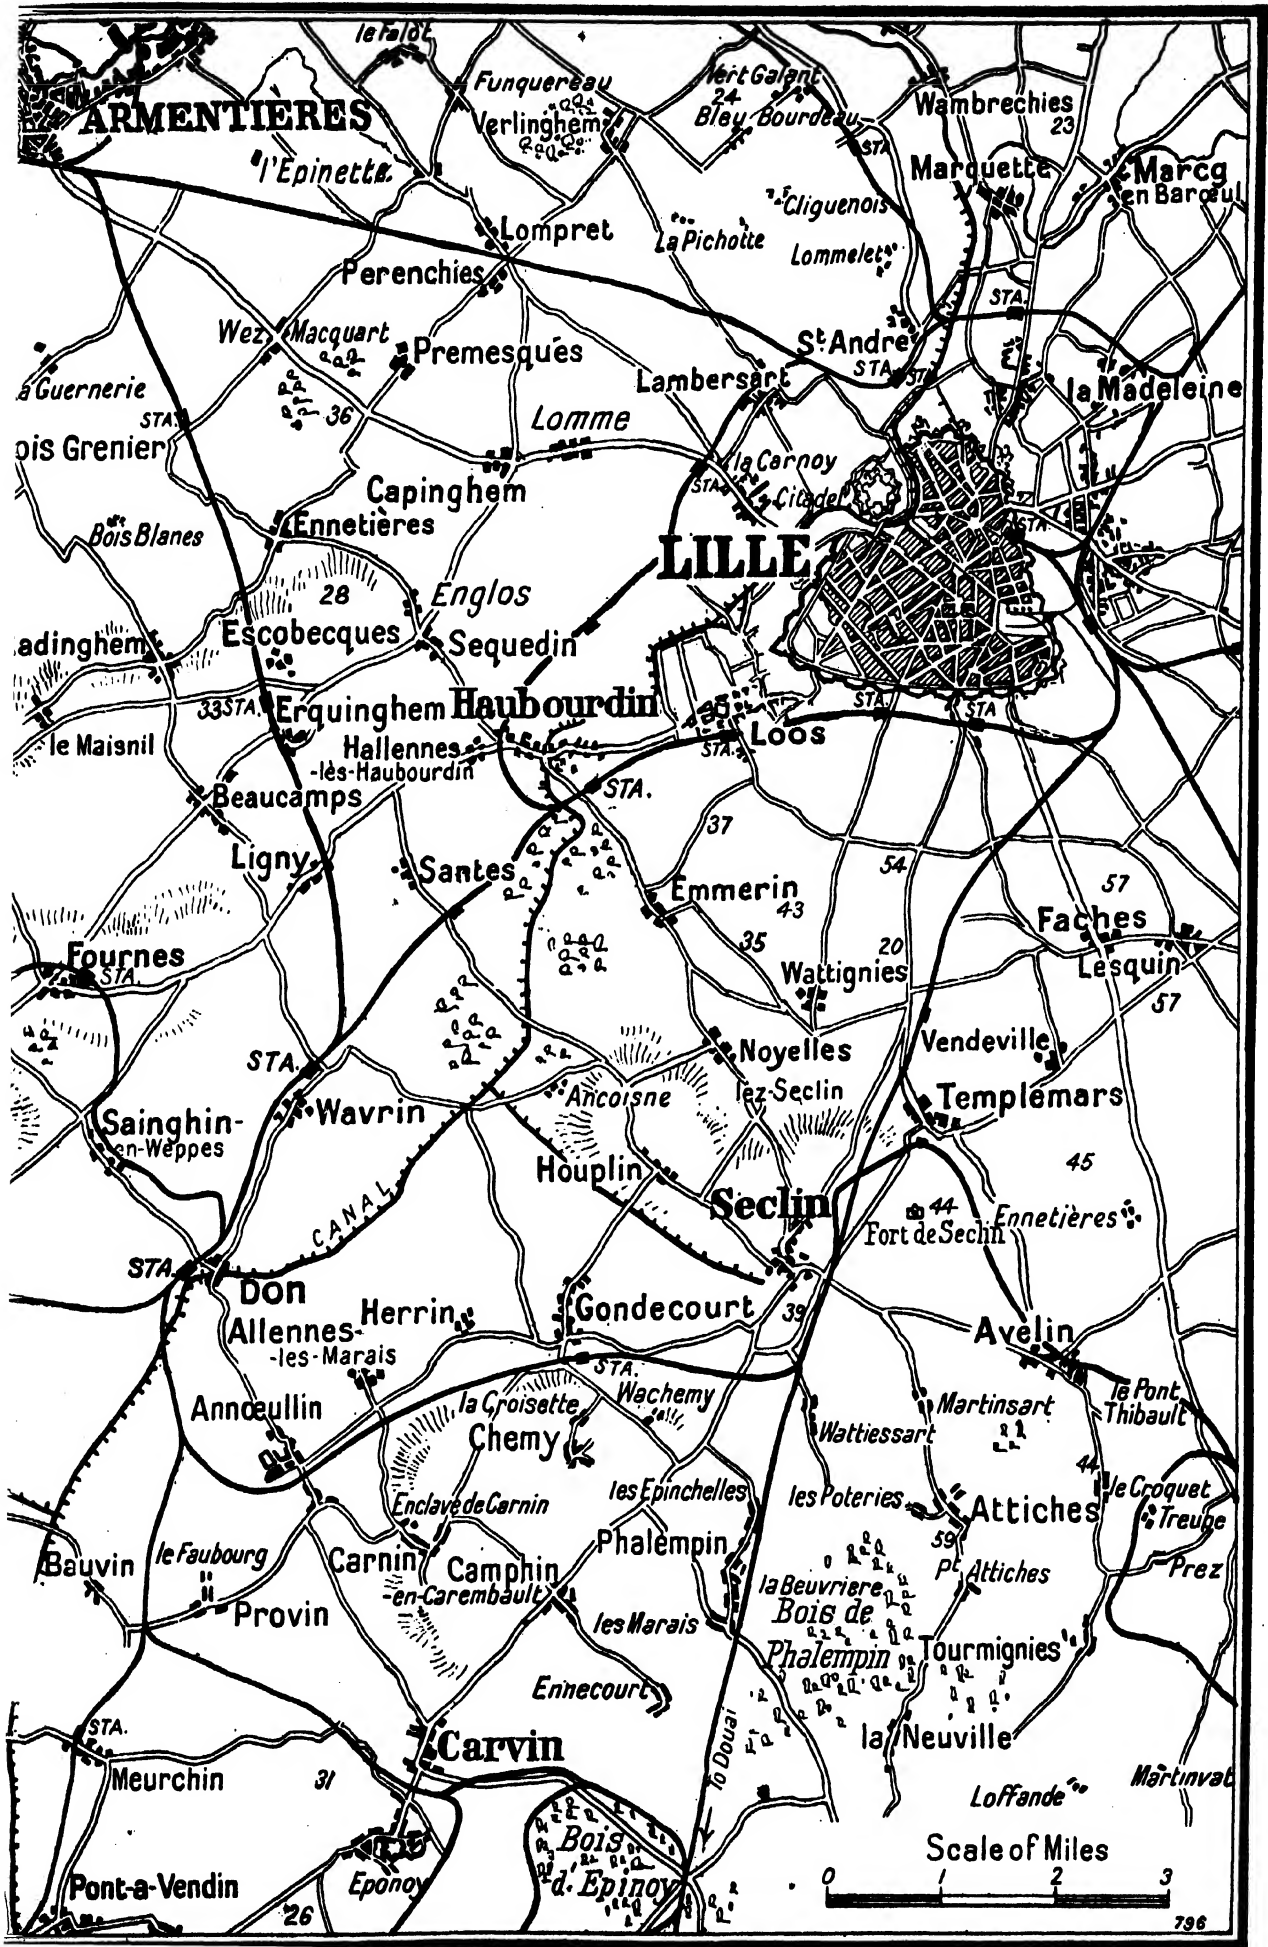 le Falot
Funquereau
Vert Galant
24
Wambrechies
23
ARMENTIÈRES
Verlinghem
Bleu Bourdeau
STA
l'Epinette
Marquette
Marcq
en Barœul
Cliguenois
Lompret
la Pichotte
Lommelet
Perenchies
STA.
Wez Macquart
Premesques
St. Andre
STA.
STA
a Guernerie
Lambersart
la Madeleine
STA.
36
Lomme
ois Grenier
la Carnoy
STA.
Citadel
Capinghem
Ennetières
STA.
Bois Blanes
LILLE
28
Englos
adinghem
Escobecques
Sequedin
33 STA.
Erquinghem
Haubourdin
STA.
STA
le Maisnil
Hallennes
-lès-Haubourdin
STA.
Loos
Beaucamps
STA.
37
Ligny
Santes
54
Emmerin
43
57
Faches
Fournes
STA.
35
20
Wattignies
Lesquin
57
STA.
Noyelles
lez-Seclin
Vendeville
Wavrin
Ancoisne
Templemars
Sainghin-
en-Weppes
Houplin
45
CANAL
Seclin
44
Fort de Seclin
Ennetières
STA.
Don
Herrin
Gondecourt
39
Allennes-
-les-Marais
Avelin
STA.
Annœullin
la Croisette
Wachemy
Martinsart
le Pont
Thibault
Chemy
Wattiessart
44
Enclave de Carnin
les Epinchelles
les Poteries
Attiches
le Croquet
Treupe
Bauvin
le Faubourg
Carnin
Camphin
-en-Carembault
Phalempin
59
Pt. Attiches
Prez
la Beuvriere
Provin
les Marais
Bois de
Phalempin
Tourmignies
Ennecourt
la Neuville
STA.
Carvin
To Douai
Meurchin
31
Loffande
Martinvat
Bois
d'Epinoy
Scale of Miles
Pont-a-Vendin
Eponoy
0 1 2 3
26
796